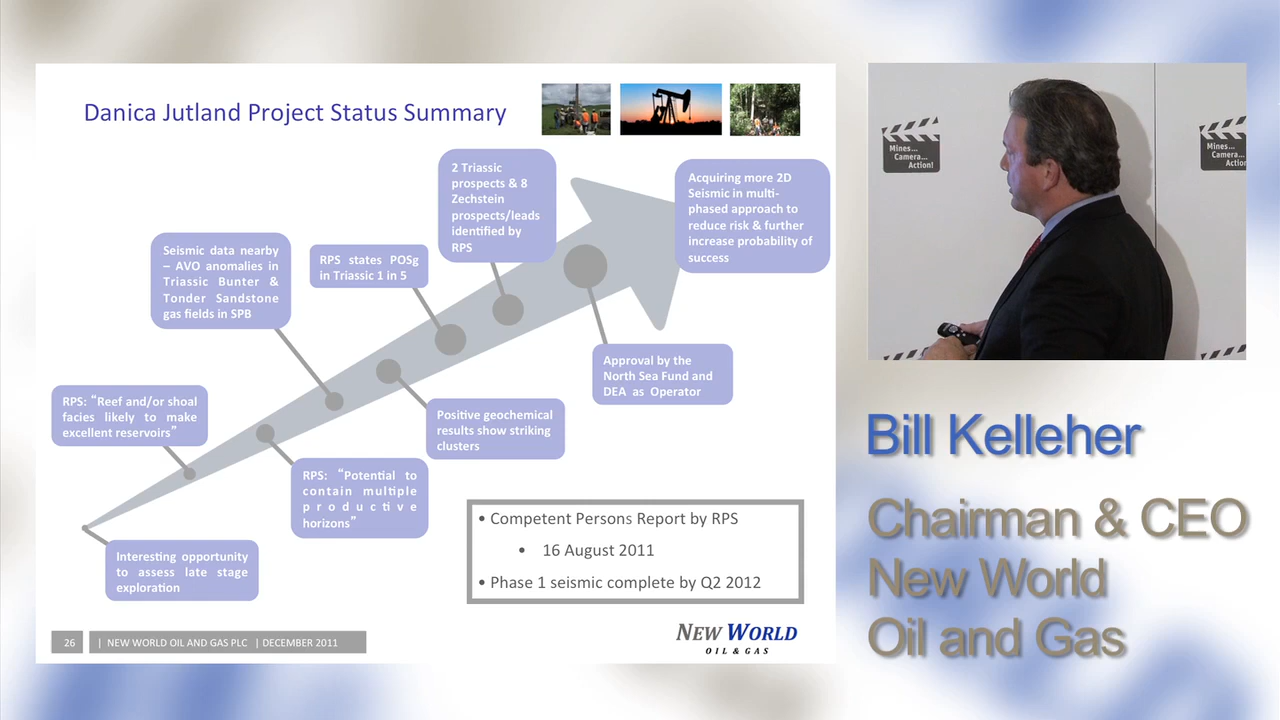 Danica Jutland Project Status Summary
2 Triassic
prospects & 8
Zechstein
prospects/leads
identified by
RPS
Acquiring more 2D
Seismic in multi-
phased approach to
reduce risk & further
increase probability of
success
Seismic data nearby
– AVO anomalies in
Triassic Bunter &
Tonder Sandstone
gas fields in SPB
RPS states POSg
in Triassic 1 in 5
Approval by the
North Sea Fund and
DEA as Operator
RPS: “Reef and/or shoal
facies likely to make
excellent reservoirs”
Positive geochemical
results show striking
clusters
RPS: “Potential to
contain multiple
productive
horizons”
Interesting opportunity
to assess late stage
exploration
• Competent Persons Report by RPS
• 16 August 2011
• Phase 1 seismic complete by Q2 2012
26 | NEW WORLD OIL AND GAS PLC | DECEMBER 2011
NEW WORLD
OIL & GAS
Mines...
Camera...
Action!
Mines...
Camera...
Action!
Bill Kelleher
Chairman & CEO
New World
Oil and Gas